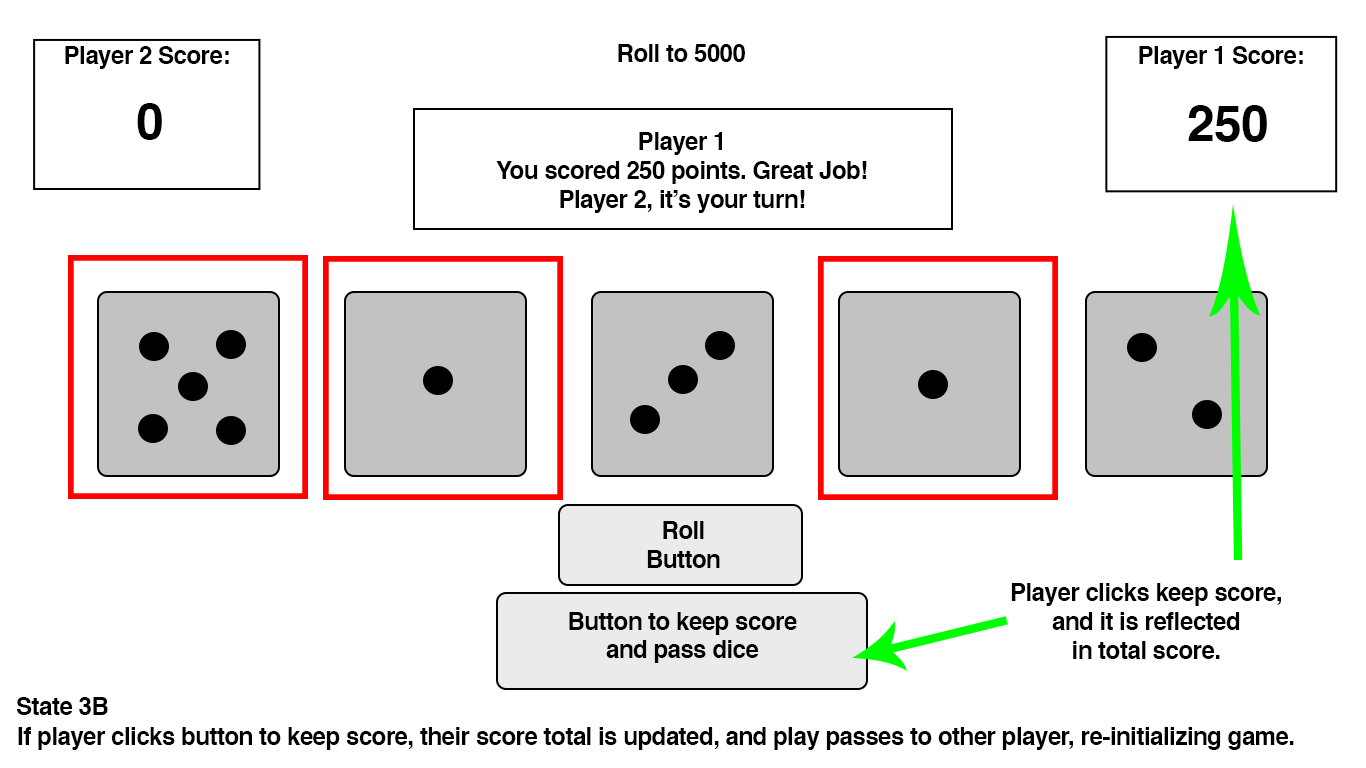 Player 2 Score:
0
Roll to 5000
Player 1 Score:
250
Player 1
You scored 250 points. Great Job!
Player 2, it's your turn!
Roll
Button
Button to keep score
and pass dice
Player clicks keep score,
and it is reflected
in total score.
State 3B
If player clicks button to keep score, their score total is updated, and play passes to other player, re-initializing game.